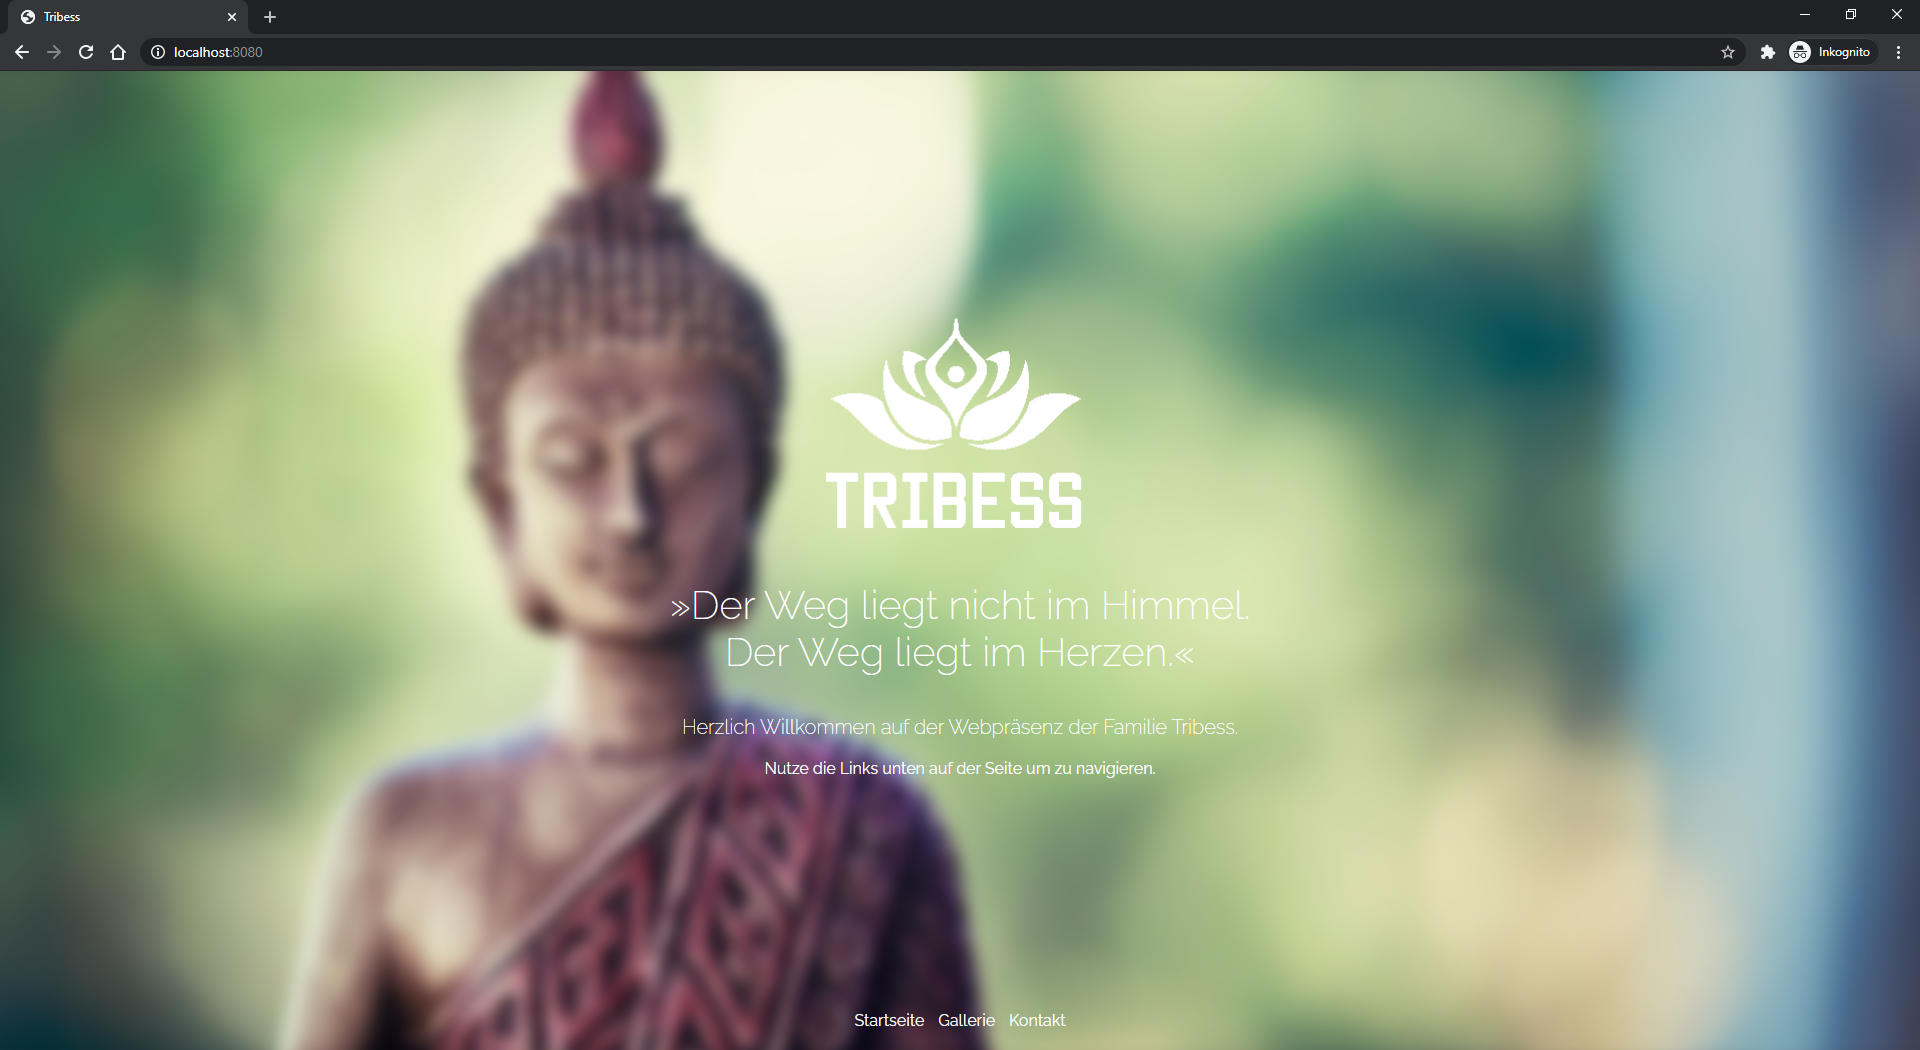 Tribess
localhost:8080
Inkognito
TRIBESS
»Der Weg liegt nicht im Himmel.
Der Weg liegt im Herzen.«
Herzlich Willkommen auf der Webpräsenz der Familie Tribess.
Nutze die Links unten auf der Seite um zu navigieren.
Startseite Gallerie Kontakt